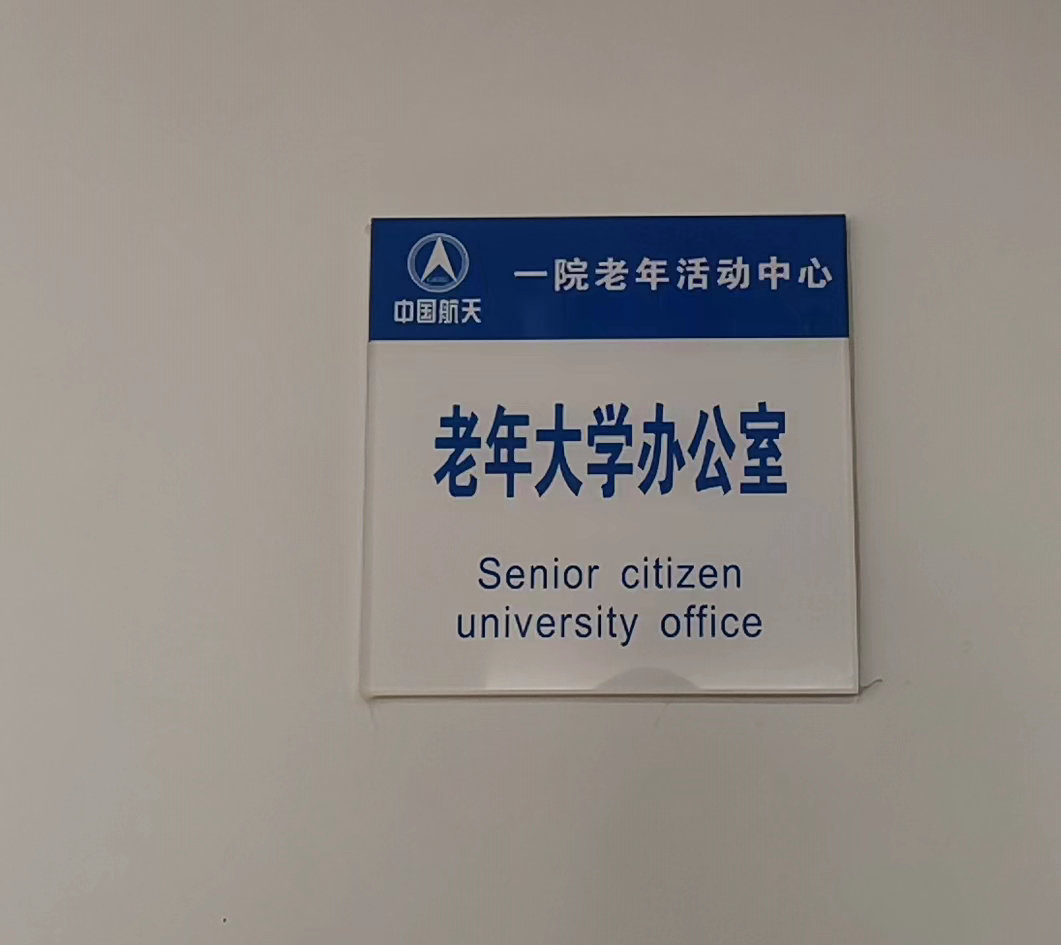 中国航天
一院老年活动中心
老年大学办公室
Senior citizen
university office